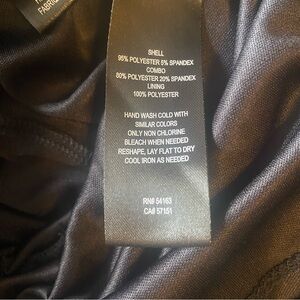 SHELL
95% POLYESTER 5% SPANDEX
COMBO
80% POLYESTER 20% SPANDEX
LINING
100% POLYESTER
HAND WASH COLD WITH
SIMILAR COLORS
ONLY NON CHLORINE
BLEACH WHEN NEEDED
RESHAPE, LAY FLAT TO DRY
COOL IRON AS NEEDED
RN# 54163
CA# 57151